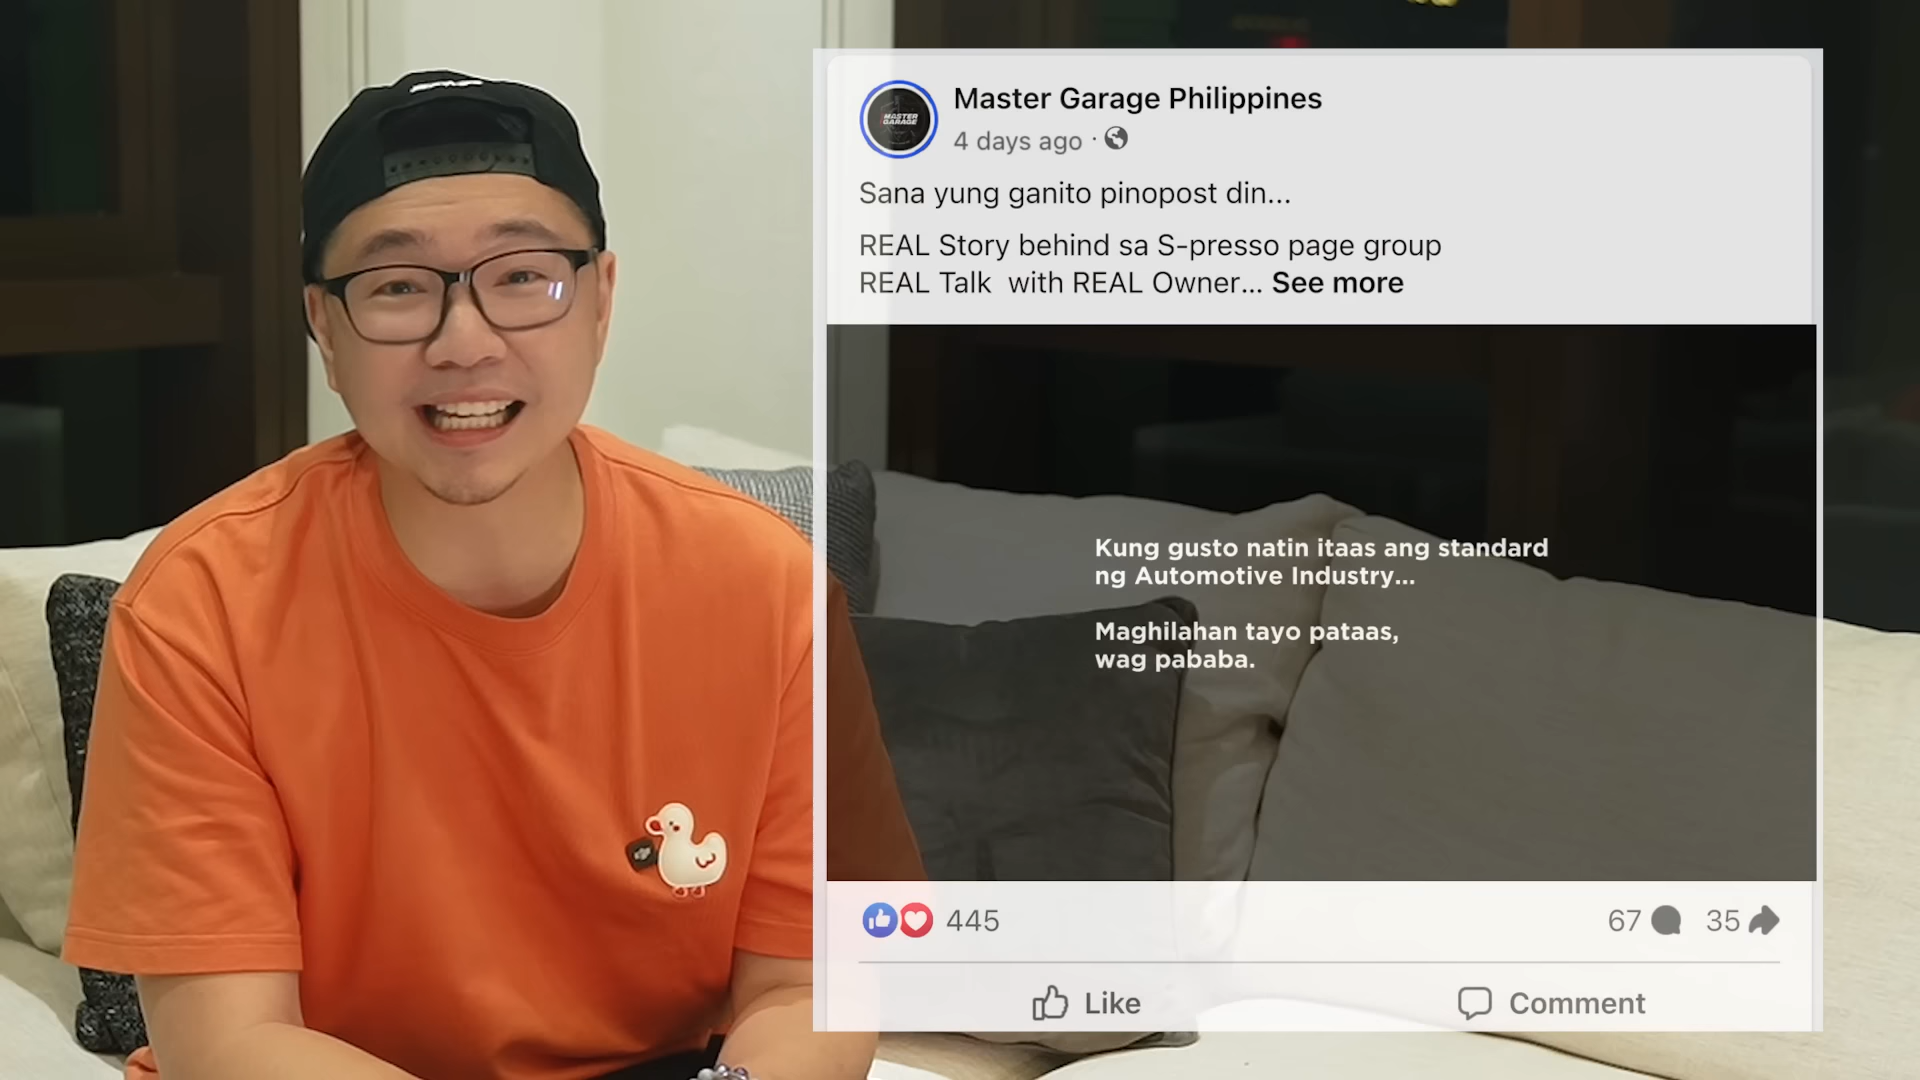 Master Garage Philippines
MASTER
GARAGE
4 days ago ·
Sana yung ganito pinopost din...
REAL Story behind sa S-presso page group
REAL Talk with REAL Owner... See more
Kung gusto natin itaas ang standard
ng Automotive Industry...
Maghilahan tayo pataas,
wag pababa.
445
67
35
Like
Comment